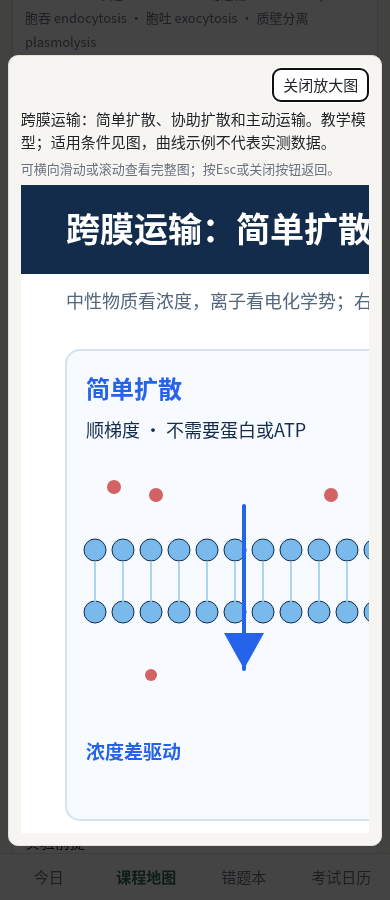 胞吞 endocytosis · 胞吐 exocytosis · 质壁分离
plasmolysis
关闭放大图
跨膜运输：简单扩散、协助扩散和主动运输。教学模
型；适用条件见图，曲线示例不代表实测数据。
可横向滑动或滚动查看完整图；按Esc或关闭按钮返回。
跨膜运输：简单扩散
中性物质看浓度，离子看电化学势；右
简单扩散
顺梯度 · 不需要蛋白或ATP
浓度差驱动
今日
课程地图
错题本
考试日历